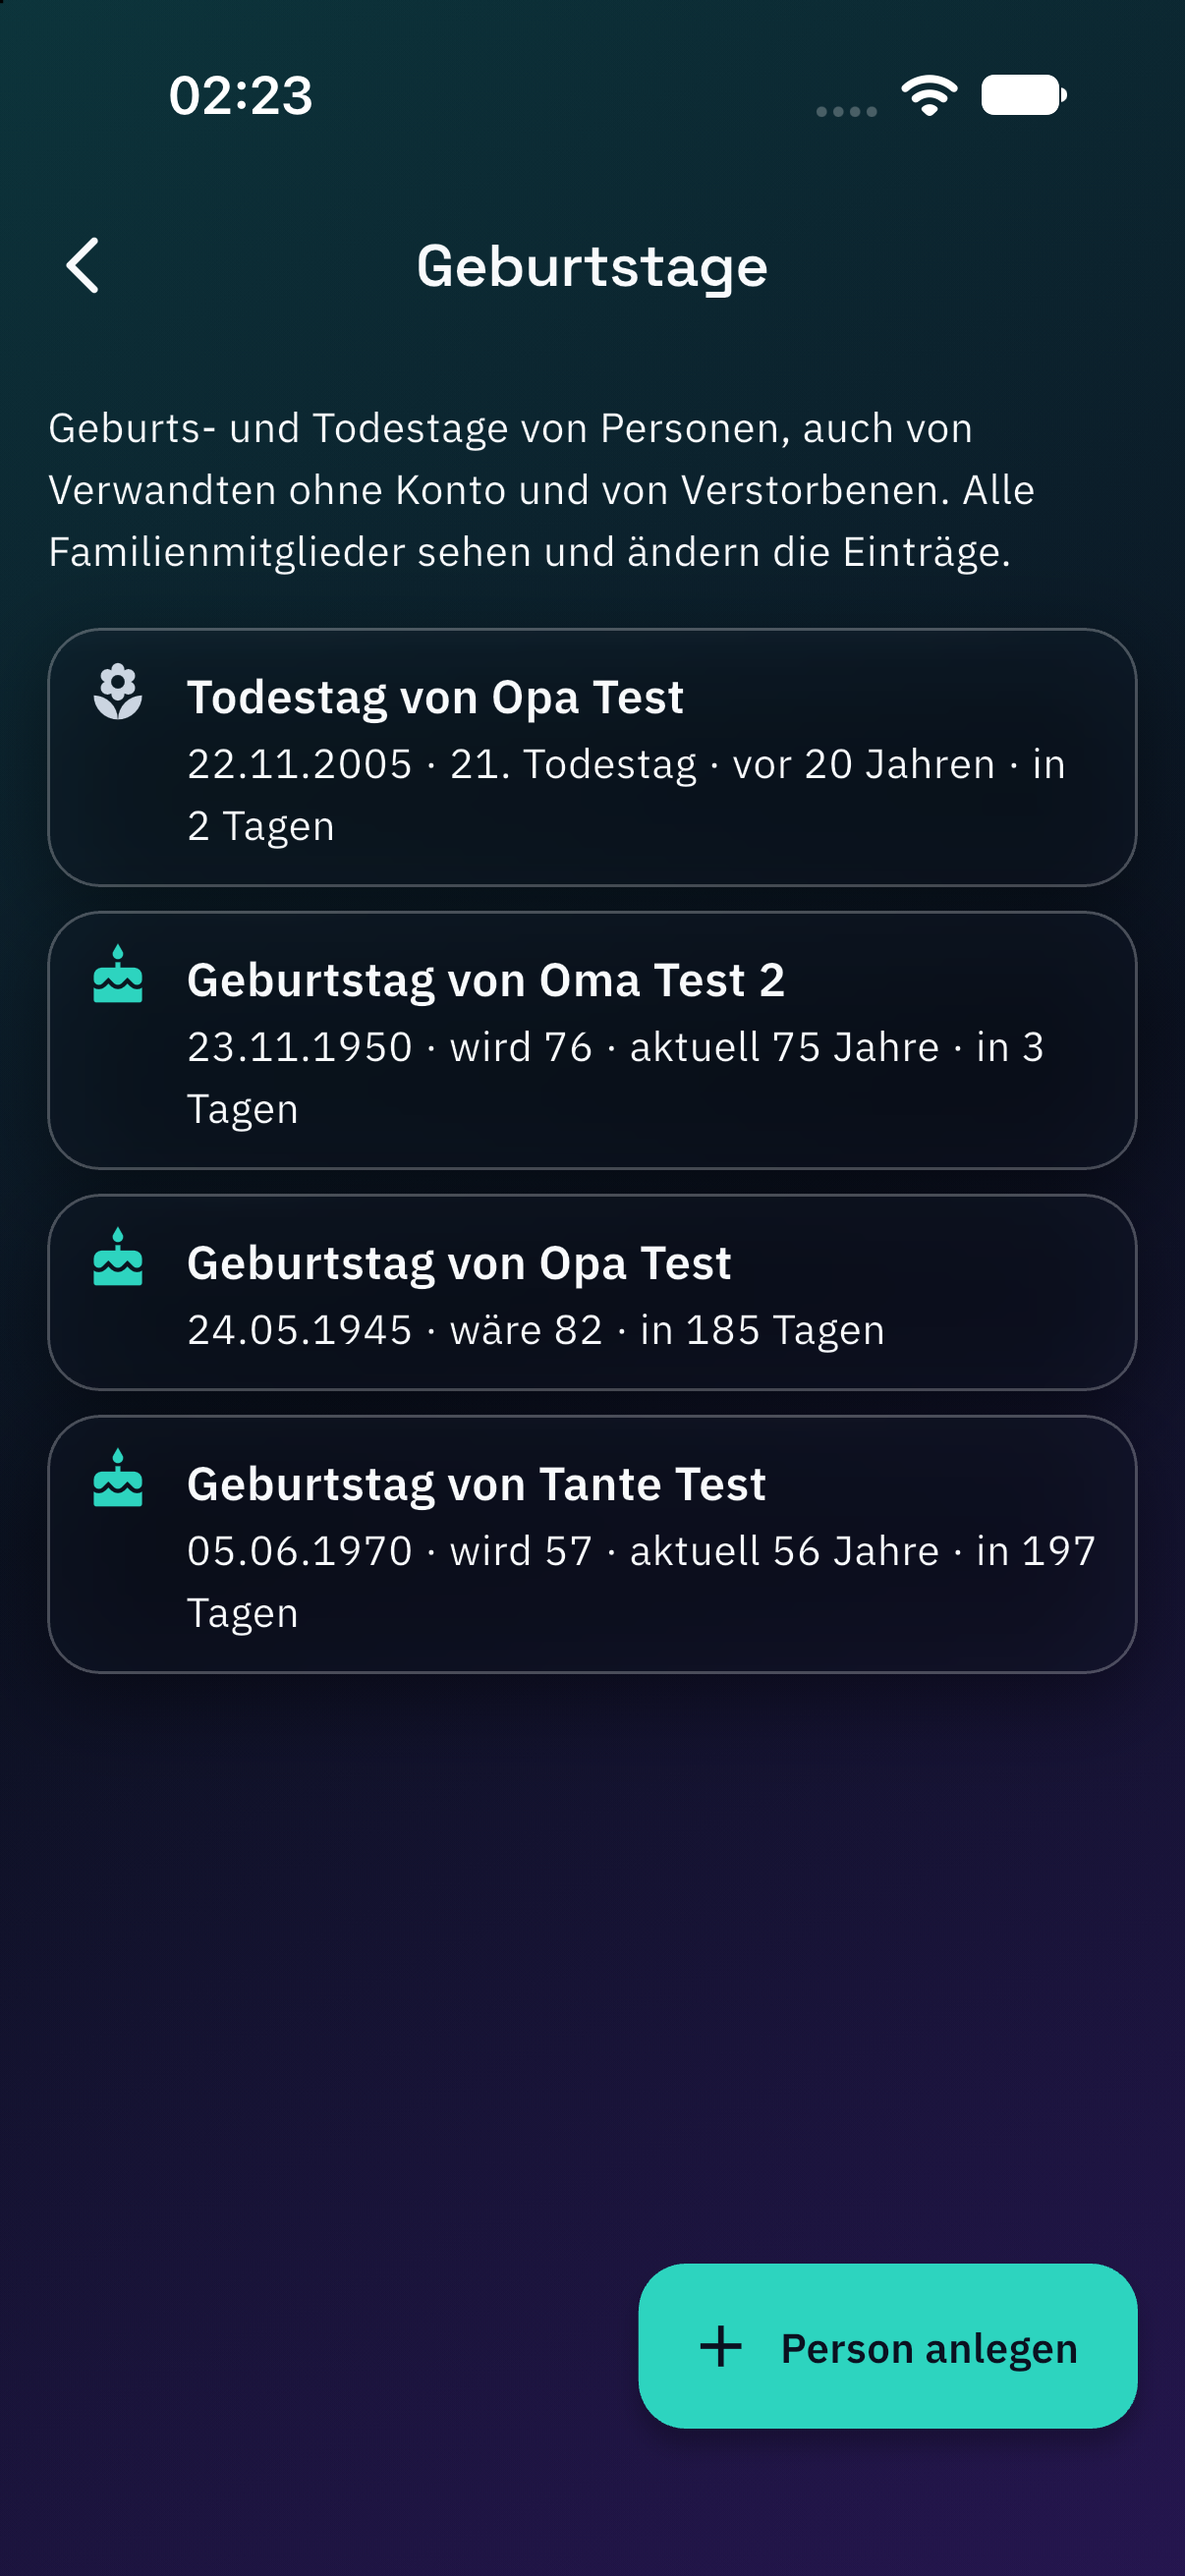 02:23
Geburtstage
Geburts- und Todestage von Personen, auch von
Verwandten ohne Konto und von Verstorbenen. Alle
Familienmitglieder sehen und ändern die Einträge.
Todestag von Opa Test
22.11.2005 · 21. Todestag · vor 20 Jahren · in
2 Tagen
Geburtstag von Oma Test 2
23.11.1950 · wird 76 · aktuell 75 Jahre · in 3
Tagen
Geburtstag von Opa Test
24.05.1945 · wäre 82 · in 185 Tagen
Geburtstag von Tante Test
05.06.1970 · wird 57 · aktuell 56 Jahre · in 197
Tagen
Person anlegen